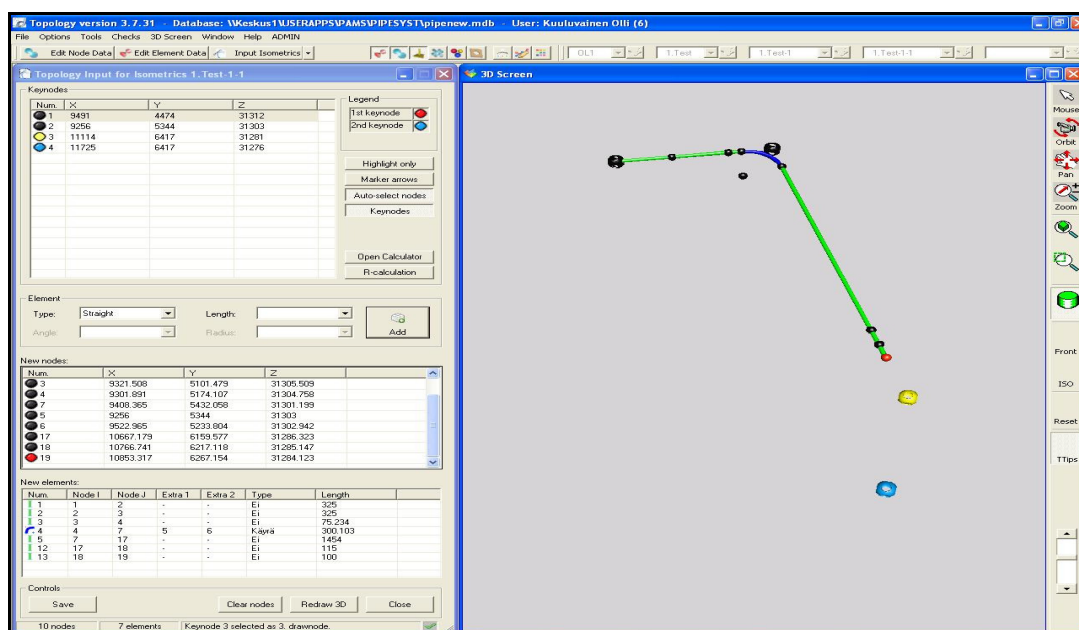 Topology version 3.7.31 - Database: \\Keskus1\USERAPPS\PAMS\PIPESYST\pipenew.mdb - User: Kuuluvainen Olli (6)
File Options Tools Checks 3D Screen Window Help ADMIN
Edit Node Data Edit Element Data Input Isometrics OL1 1.Test 1.Test-1 1.Test-1-1
Topology Input for Isometrics 1.Test-1-1
Keynodes
Num. X Y Z
1 9491 4474 31312
2 9256 5344 31303
3 11114 6417 31281
4 11725 6417 31276
Legend
1st keynode
2nd keynode
Highlight only
Marker arrows
Auto-select nodes
Keynodes
Open Calculator
R-calculation
Element
Type: Straight Length:
Angle: Radius: Add
New nodes:
Num. X Y Z
3 9321.508 5101.479 31305.509
4 9301.891 5174.107 31304.758
7 9408.365 5432.058 31301.199
5 9256 5344 31303
6 9522.965 5233.804 31302.942
17 10667.179 6159.577 31286.323
18 10766.741 6217.118 31285.147
19 10853.317 6267.154 31284.123
New elements:
Num. Node I Node J Extra 1 Extra 2 Type Length
1 1 2 - - Ei 325
2 2 3 - - Ei 325
3 3 4 - - Ei 75.234
4 4 7 5 6 Käyrä 300.103
5 7 17 - - Ei 1454
12 17 18 - - Ei 115
13 18 19 - - Ei 100
Controls
Save Clear nodes Redraw 3D Close
10 nodes 7 elements Keynode 3 selected as 3. drawnode.
3D Screen
Mouse
Orbit
Pan
Zoom
Front
ISO
Reset
TTips